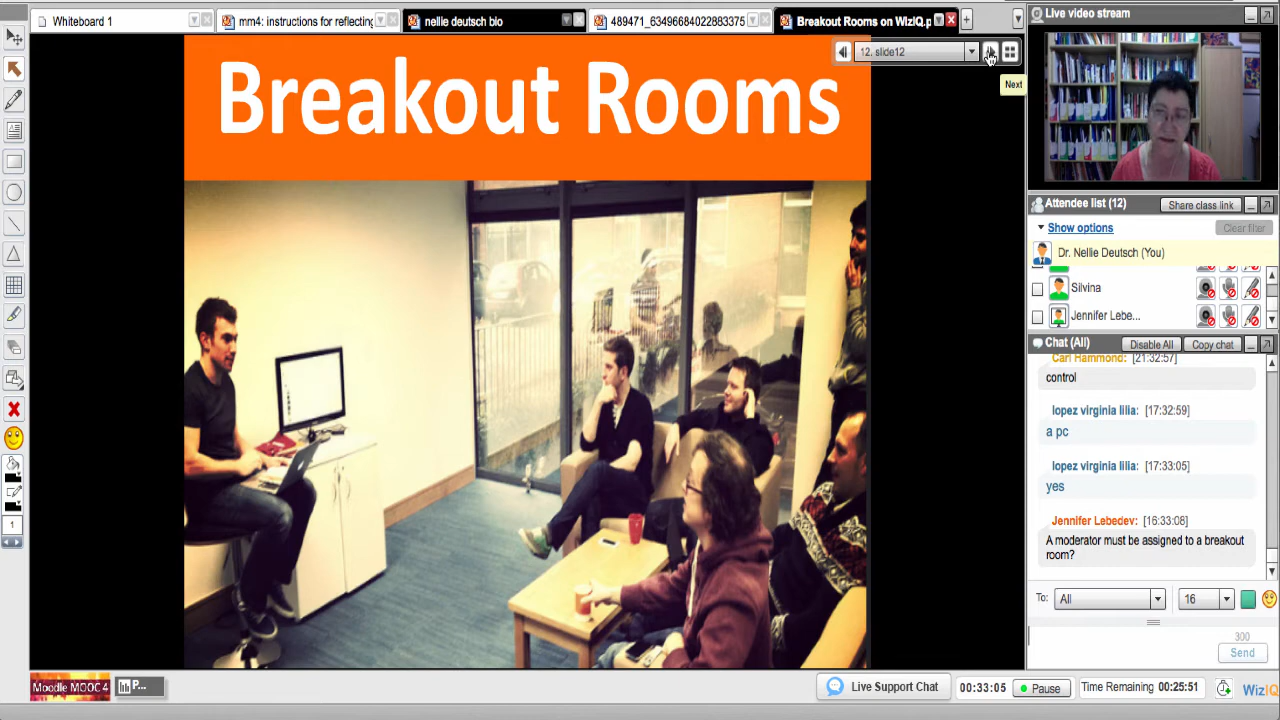 Whiteboard 1
mm4: instructions for reflecting
nellie deutsch bio
489471_63496684022883375
Breakout Rooms on WizIQ.p
Live video stream
12. slide12
Next
Breakout Rooms
Attendee list (12)
Share class link
Show options
Clear filter
Dr. Nellie Deutsch (You)
Silvina
Jennifer Lebe...
Chat (All)
Disable All
Copy chat
Carl Hammond: [21:32:57]
control
lopez virginia lilia: [17:32:59]
a pc
lopez virginia lilia: [17:33:05]
yes
Jennifer Lebedev: [16:33:08]
A moderator must be assigned to a breakout
room?
To:
All
16
300
Send
1
Moodle MOOC 4
P...
Live Support Chat
00:33:05
Pause
Time Remaining 00:25:51
WizIQ